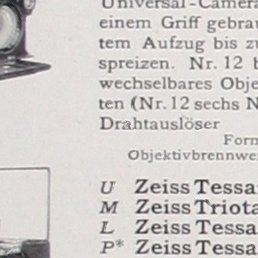 Universal-Camera
einem Griff gebrau
tem Aufzug bis zu
spreizen. Nr. 12 b
wechselbares Obje
ten (Nr. 12 sechs N
Drahtauslöser
Form
Objektivbrennwe
U Zeiss Tessa
M Zeiss Triota
L Zeiss Tessa
P* Zeiss Tessa